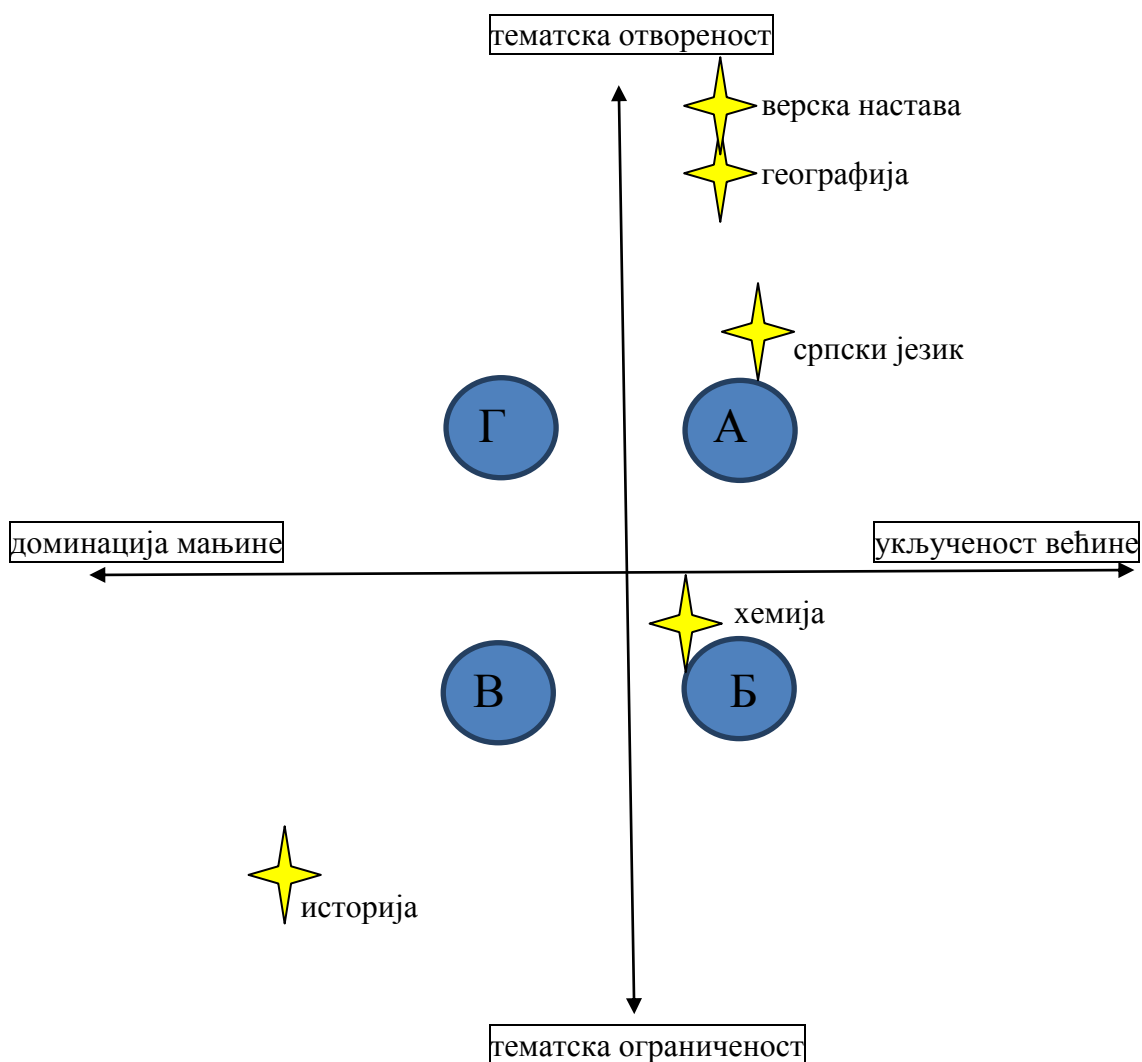 тематска отвореност
верска настава
географија
српски језик
Г
А
доминација мањине
укљученост већине
хемија
В
Б
историја
тематска ограниченост